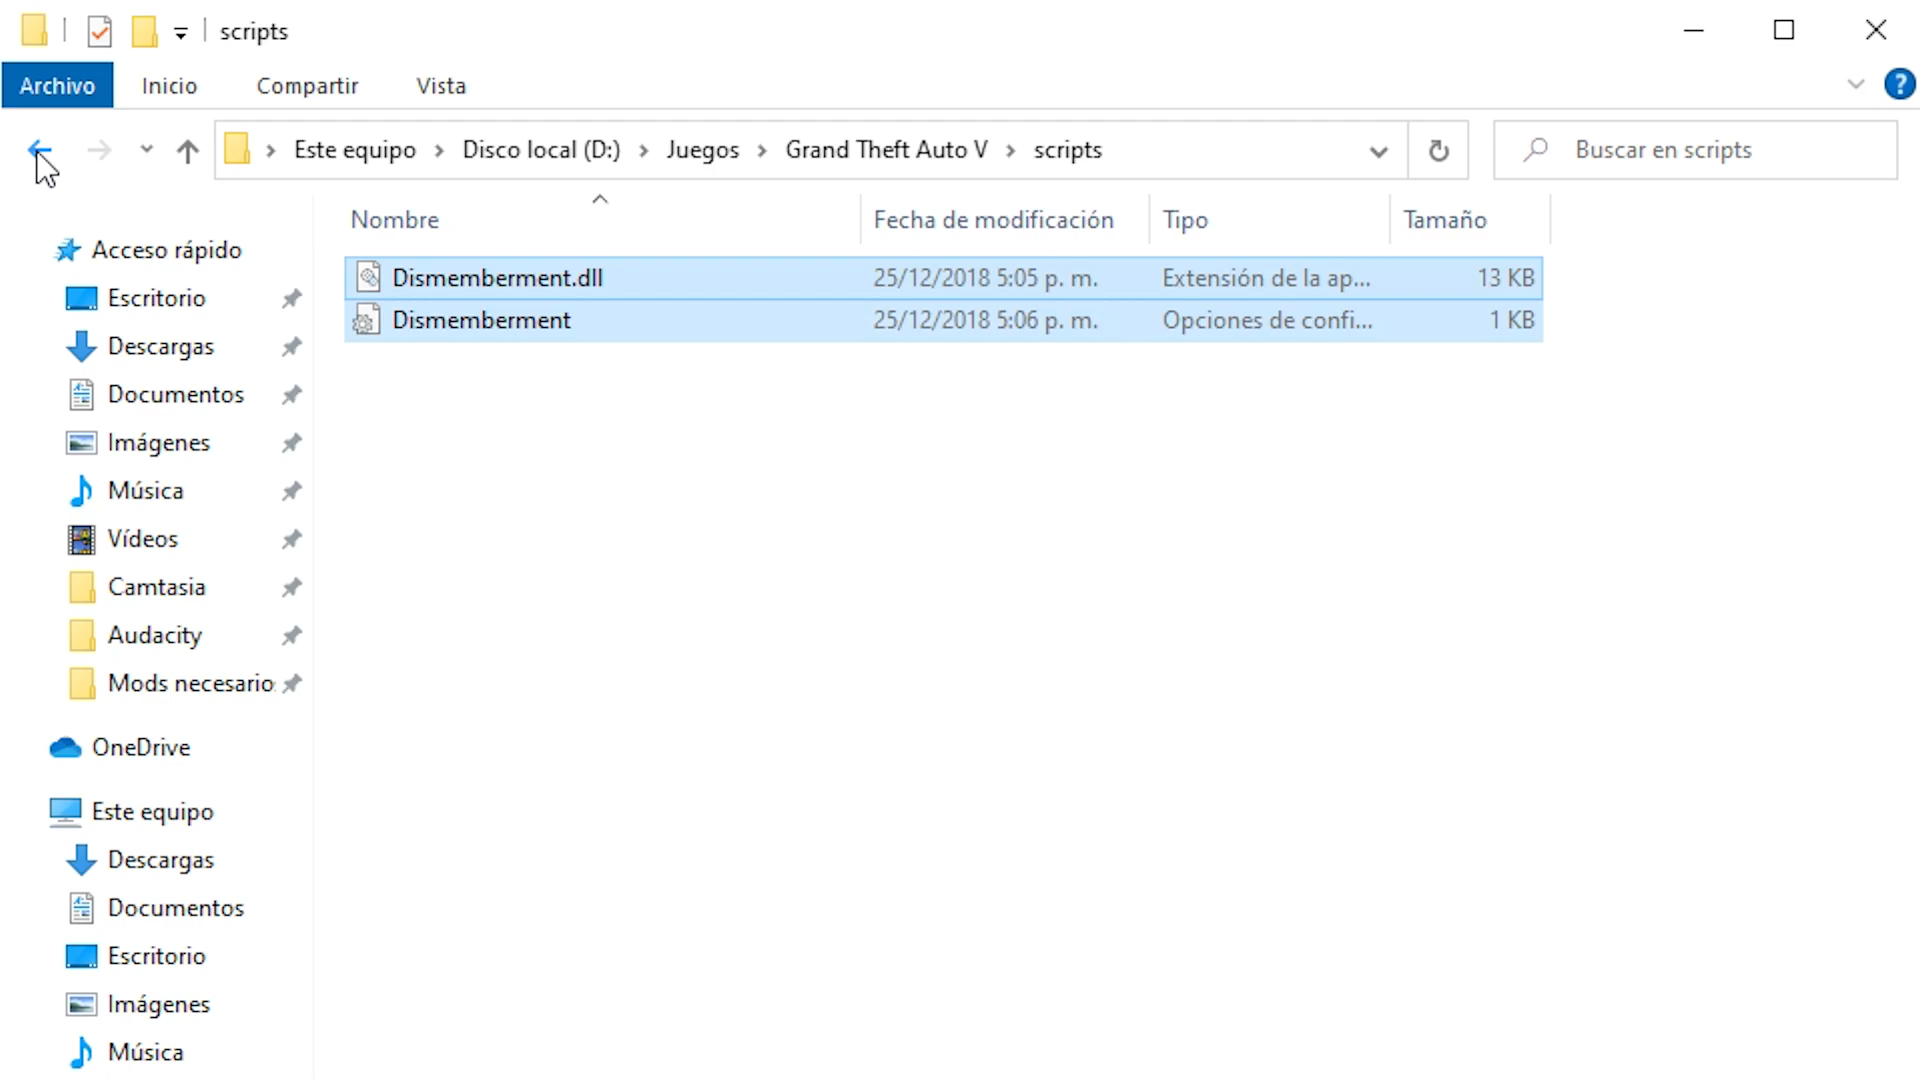 scripts
Archivo Inicio Compartir Vista
Este equipo Disco local (D:) Juegos Grand Theft Auto V scripts
Buscar en scripts
Nombre Fecha de modificación Tipo Tamaño
Dismemberment.dll 25/12/2018 5:05 p. m. Extensión de la ap... 13 KB
Dismemberment 25/12/2018 5:06 p. m. Opciones de confi... 1 KB
Acceso rápido
Escritorio
Descargas
Documentos
Imágenes
Música
Vídeos
Camtasia
Audacity
Mods necesario
OneDrive
Este equipo
Descargas
Documentos
Escritorio
Imágenes
Música